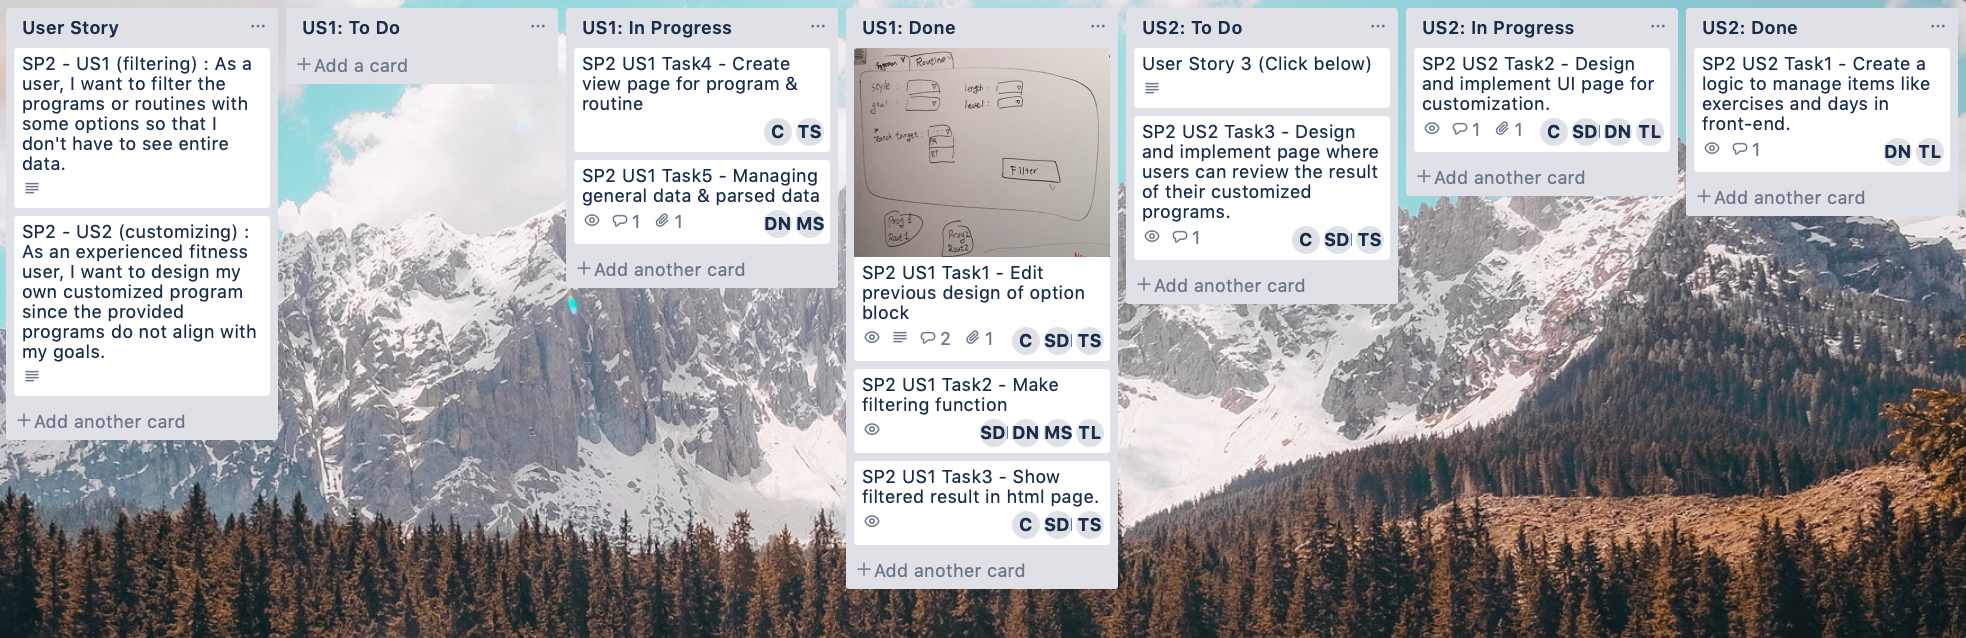 User Story
SP2 - US1 (filtering) : As a
user, I want to filter the
programs or routines with
some options so that I
don't have to see entire
data.
SP2 - US2 (customizing) :
As an experienced fitness
user, I want to design my
own customized program
since the provided
programs do not align with
my goals.
+ Add another card
US1: To Do
+ Add a card
US1: In Progress
SP2 US1 Task4 - Create
view page for program &
routine
C TS
SP2 US1 Task5 - Managing
general data & parsed data
1 1 DN MS
+ Add another card
US1: Done
Routine
style :
length :
goal :
level :
Search target :
PR
RT
Filter
Prog 1
Rout 1
Prog 2
Rout 2
SP2 US1 Task1 - Edit
previous design of option
block
2 1 C SD TS
SP2 US1 Task2 - Make
filtering function
SD DN MS TL
SP2 US1 Task3 - Show
filtered result in html page.
C SD TS
+ Add another card
US2: To Do
User Story 3 (Click below)
SP2 US2 Task3 - Design
and implement page where
users can review the result
of their customized
programs.
1 C SD TS
+ Add another card
US2: In Progress
SP2 US2 Task2 - Design
and implement UI page for
customization.
1 1 C SD DN TL
+ Add another card
US2: Done
SP2 US2 Task1 - Create a
logic to manage items like
exercises and days in
front-end.
1 DN TL
+ Add another card